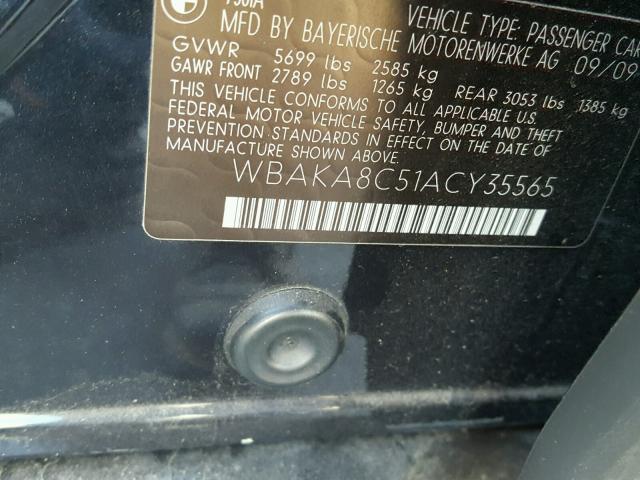 VEHICLE TYPE: PASSENGER CAR
MFD BY BAYERISCHE MOTORENWERKE AG 09/09
GVWR 5699 lbs 2585 kg
GAWR FRONT 2789 lbs 1265 kg REAR 3053 lbs 1385 kg
THIS VEHICLE CONFORMS TO ALL APPLICABLE U.S.
FEDERAL MOTOR VEHICLE SAFETY, BUMPER AND THEFT
PREVENTION STANDARDS IN EFFECT ON THE DATE OF
MANUFACTURE SHOWN ABOVE.
WBAKA8C51ACY35565